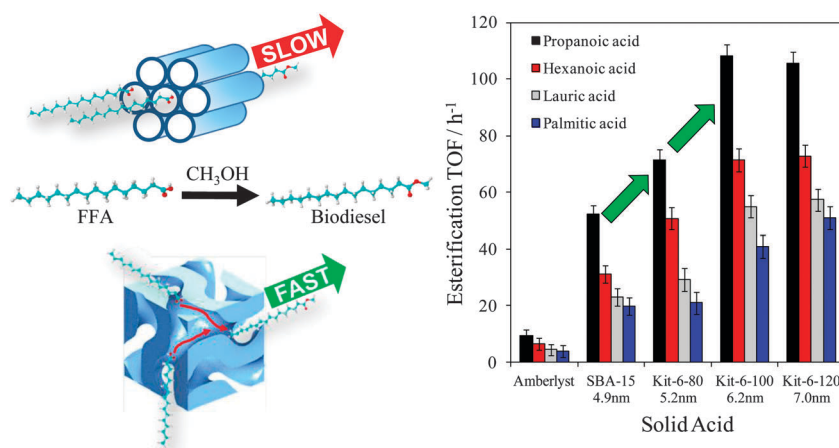 SLOW
CH₃OH
FFA
Biodiesel
FAST
Esterification TOF / h⁻¹
120
100
80
60
40
20
0
Propanoic acid
Hexanoic acid
Lauric acid
Palmitic acid
Amberlyst
SBA-15
4.9nm
Kit-6-80
5.2nm
Kit-6-100
6.2nm
Kit-6-120
7.0nm
Solid Acid